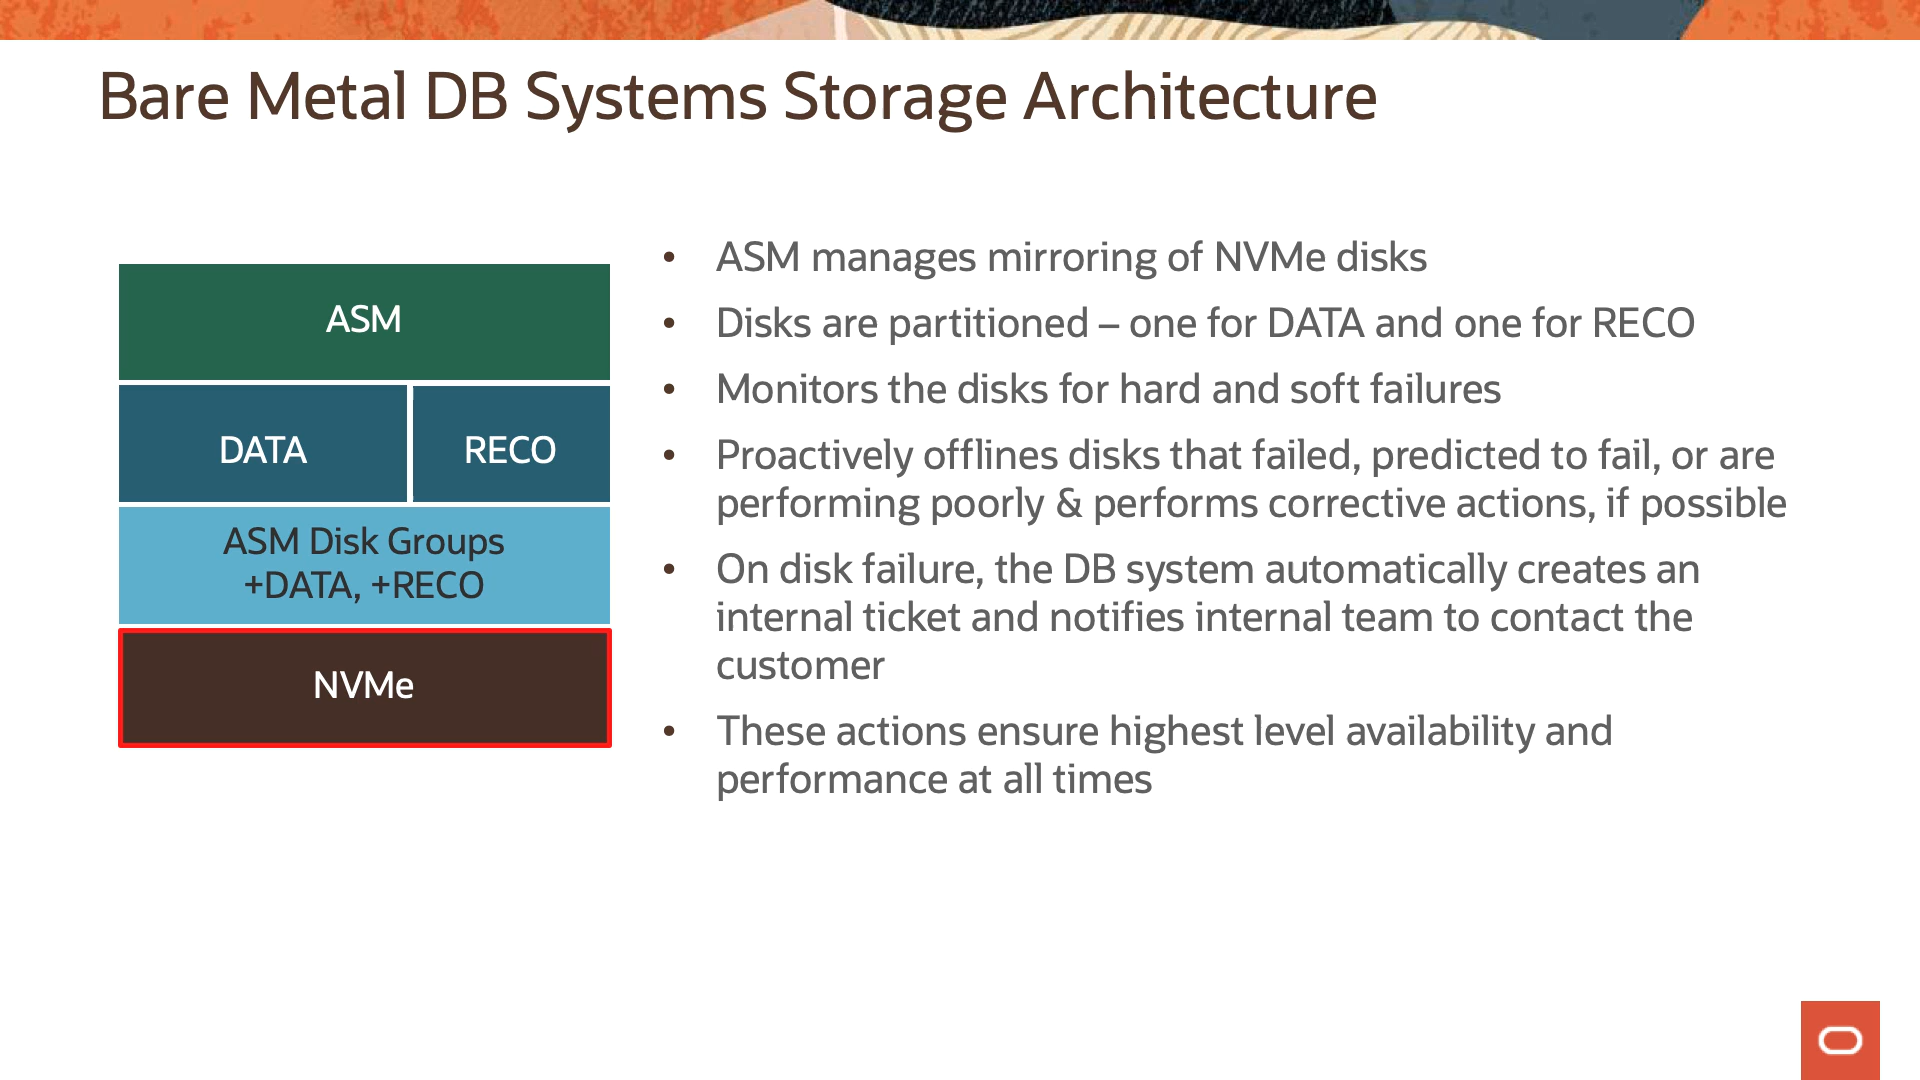 Bare Metal DB Systems Storage Architecture
ASM
DATA
RECO
ASM Disk Groups
+DATA, +RECO
NVMe
• ASM manages mirroring of NVMe disks
• Disks are partitioned – one for DATA and one for RECO
• Monitors the disks for hard and soft failures
• Proactively offlines disks that failed, predicted to fail, or are
performing poorly & performs corrective actions, if possible
• On disk failure, the DB system automatically creates an
internal ticket and notifies internal team to contact the
customer
• These actions ensure highest level availability and
performance at all times